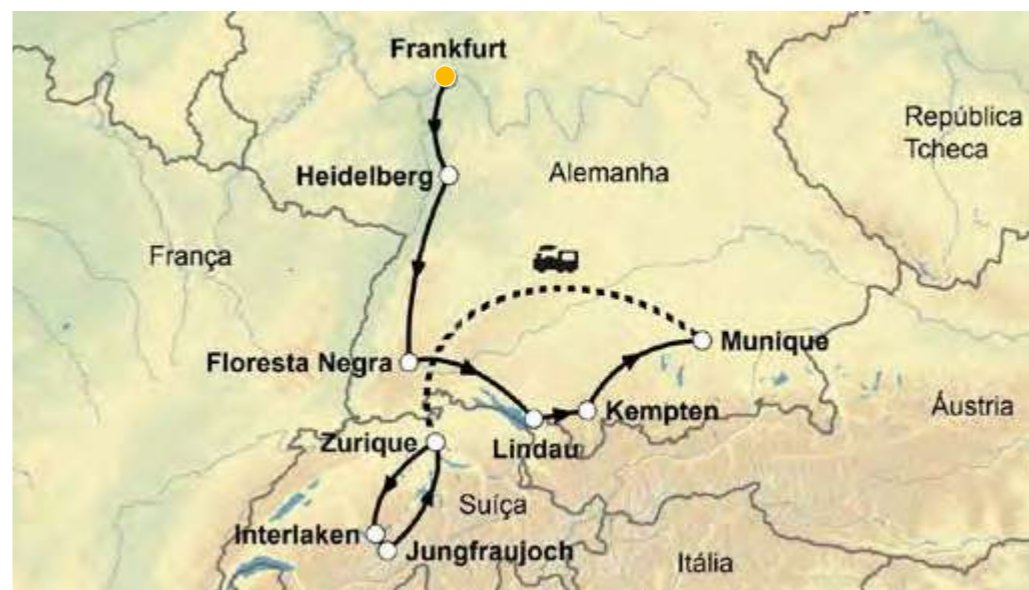 Frankfurt
República
Tcheca
Heidelberg
Alemanha
França
Munique
Floresta Negra
Kempten
Áustria
Lindau
Zurique
Suíça
Interlaken
Jungfraujoch
Itália